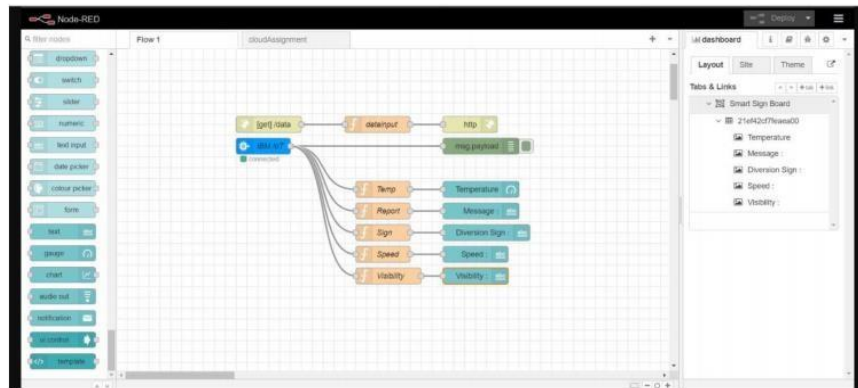 Node-RED
Deploy
filter nodes
Flow 1
cloudAssignment
dashboard
dropdown
switch
slider
numeric
text input
date picker
colour picker
form
text
gauge
chart
audio out
notification
ui control
template
[get] /data
datainput
http
IBM IoT
connected
msg.payload
Temp
Temperature
Report
Message :
Sign
Diversion Sign :
Speed
Speed :
Visibility
Visibility :
Layout
Site
Theme
Tabs & Links
+ tab
+ link
Smart Sign Board
Temperature
Message :
Diversion Sign :
Speed :
Visibility :